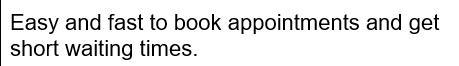 Easy and fast to book appointments and get
short waiting times.